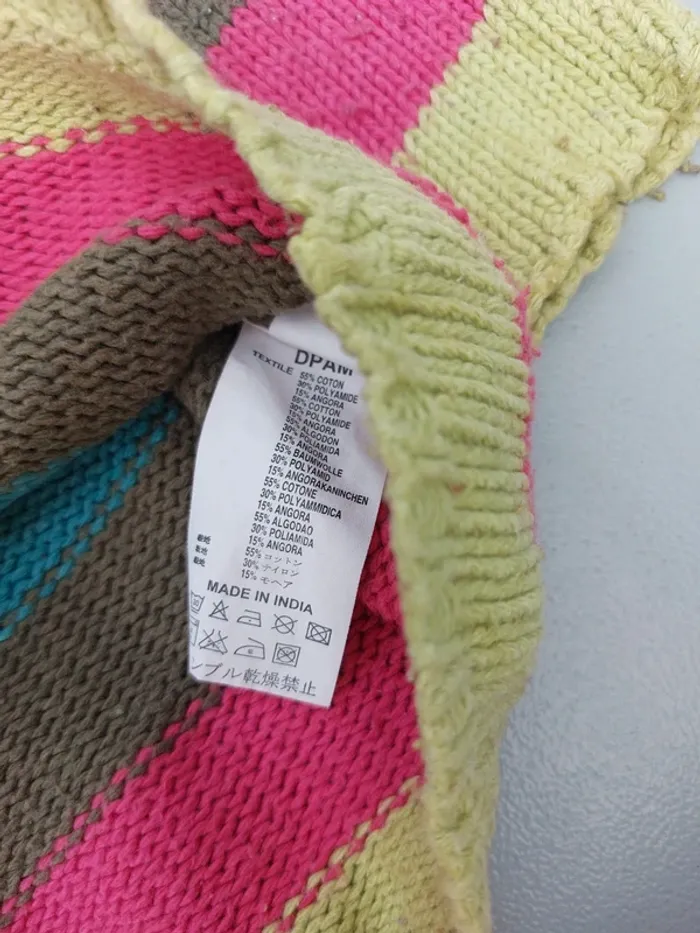 DPAM
TEXTILE 55% COTON
30% POLYAMIDE
15% ANGORA
55% COTTON
30% POLYAMIDE
15% ANGORA
55% ALGODON
30% POLIAMIDA
15% ANGORA
55% BAUMWOLLE
30% POLYAMID
15% ANGORAKANINCHEN
55% COTONE
30% POLYAMMIDICA
15% ANGORA
55% ALGODAO
30% POLIAMIDA
15% ANGORA
55% コットン
30% ナイロン
15% モヘア
MADE IN INDIA
30
ンブル乾燥禁止